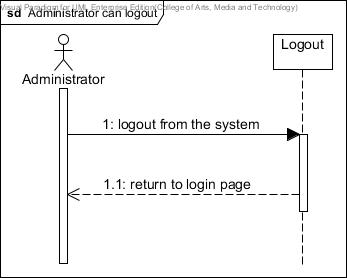 Visual Paradigm for UML Enterprise Edition(College of Arts, Media and Technology)
sd Administrator can logout
Logout
Administrator
1: logout from the system
1.1: return to login page